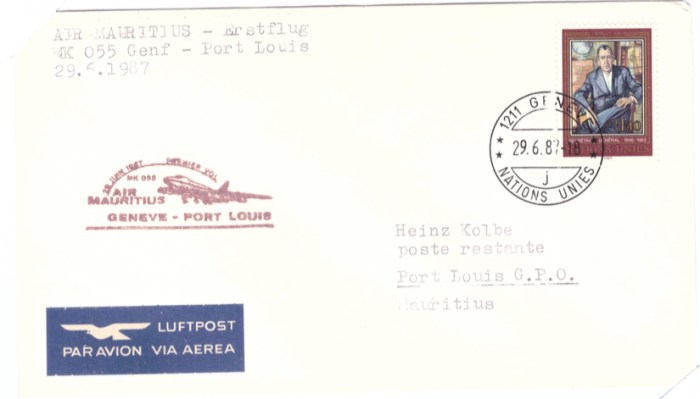 AIR MAURITIUS - Erstflug
MK 055 Genf - Port Louis
29.6.1987
1211 GENEVE
29.6.87-18
j
NATIONS UNIES
1.40
PREMIER VOL
MK 055
AIR
MAURITIUS
GENEVE - PORT LOUIS
Heinz Kolbe
poste restante
Port Louis G.P.O.
Mauritius
LUFTPOST
PAR AVION VIA AEREA